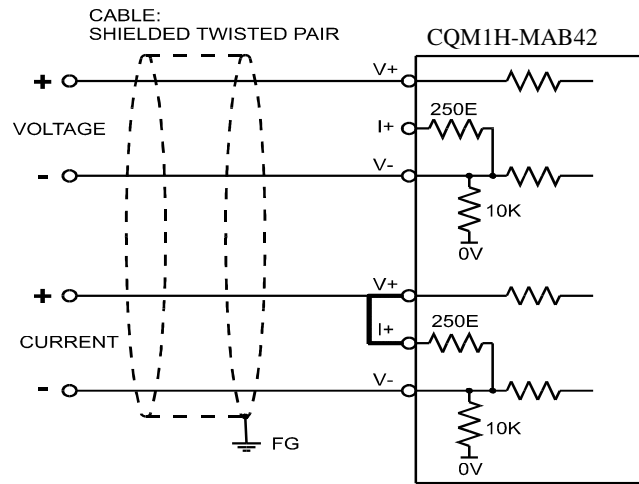 CABLE:
SHIELDED TWISTED PAIR
CQM1H-MAB42
+
V+
250E
VOLTAGE
I+
-
V-
10K
0V
+
V+
250E
CURRENT
I+
-
V-
10K
0V
FG